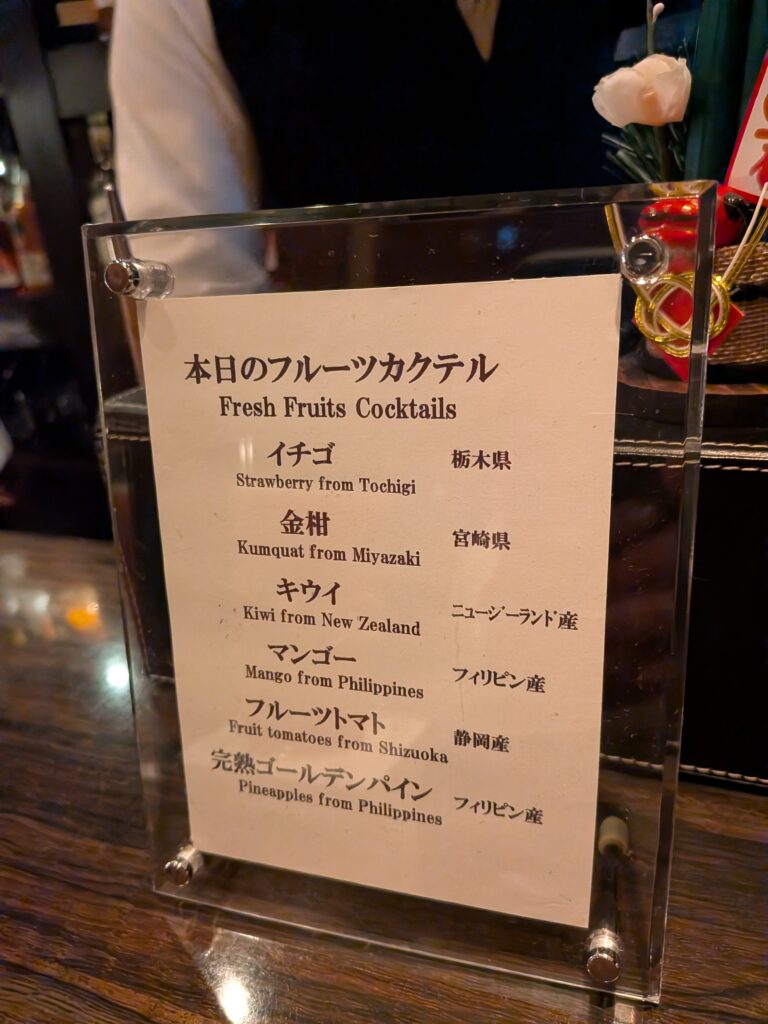 本日のフルーツカクテル
Fresh Fruits Cocktails
イチゴ 栃木県
Strawberry from Tochigi
金柑 宮崎県
Kumquat from Miyazaki
キウイ ニュージーランド産
Kiwi from New Zealand
マンゴー フィリピン産
Mango from Philippines
フルーツトマト 静岡産
Fruit tomatoes from Shizuoka
完熟ゴールデンパイン フィリピン産
Pineapples from Philippines